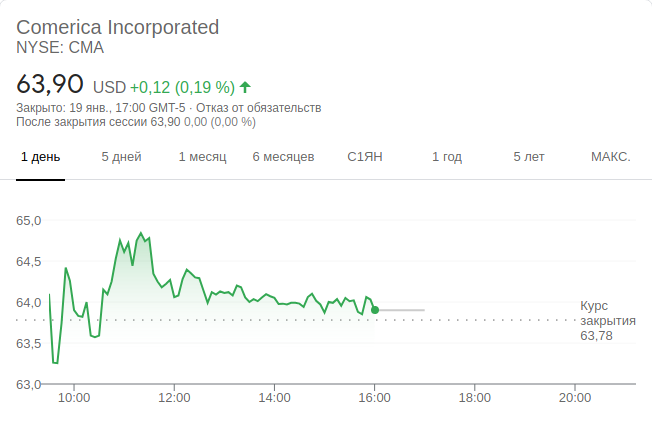 Comerica Incorporated
NYSE: CMA
63,90 USD +0,12 (0,19 %)
Закрыто: 19 янв., 17:00 GMT-5 · Отказ от обязательств
После закрытия сессии 63,90 0,00 (0,00 %)
1 день 5 дней 1 месяц 6 месяцев С1ЯН 1 год 5 лет МАКС.
65,0
64,5
64,0
63,5
63,0
Курс
закрытия
63,78
10:00 12:00 14:00 16:00 18:00 20:00